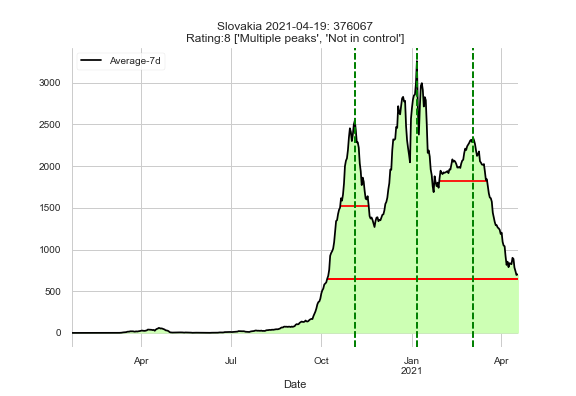 Slovakia 2021-04-19: 376067
Rating:8 ['Multiple peaks', 'Not in control']
Average-7d
3000
2500
2000
1500
1000
500
0
Apr
Jul
Oct
Jan
2021
Apr
Date